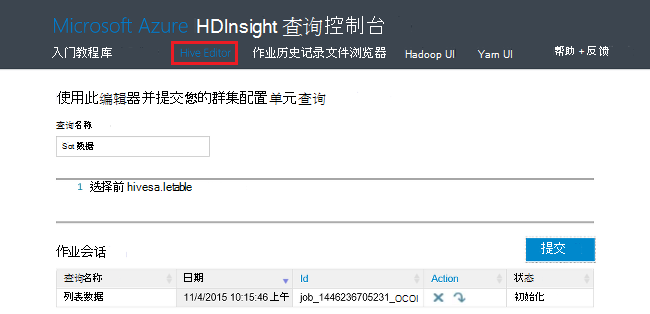 Microsoft Azure HDInsight 查询控制台
入门教程库 Hive Editor 作业历史记录文件浏览器 Hadoop UI Yarn UI 帮助 +反馈
使用此编辑器并提交您的群集配置单元查询
查询名称
Sot 数据
1 选择前 hivesa.letable
作业会话 提交
查询名称 日期 Id Action 状态
列表数据 11/4/2015 10:15:46 上午 job_1446236705231_OCOI 初始化